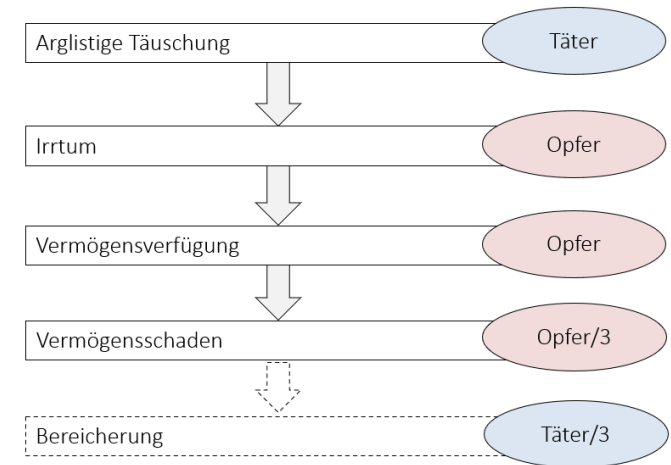 Arglistige Täuschung Täter
Irrtum Opfer
Vermögensverfügung Opfer
Vermögensschaden Opfer/3
Bereicherung Täter/3